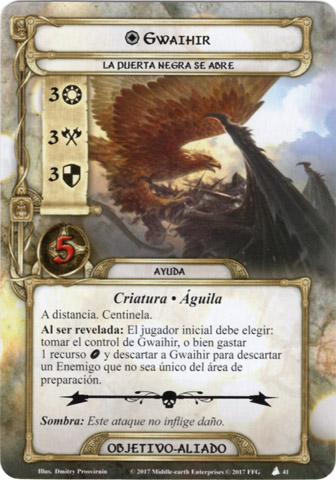 Gwaihir
La Puerta Negra se abre
3
3
3
5
Ayuda
Criatura • Águila
A distancia. Centinela.
Al ser revelada: El jugador inicial debe elegir:
tomar el control de Gwaihir, o bien gastar
1 recurso y descartar a Gwaihir para descartar
un Enemigo que no sea único del área de
preparación.
Sombra: Este ataque no inflige daño.
Objetivo-Aliado
Illus. Dmitry Prosvirnin © 2017 Middle-earth Enterprises © 2017 FFG 41